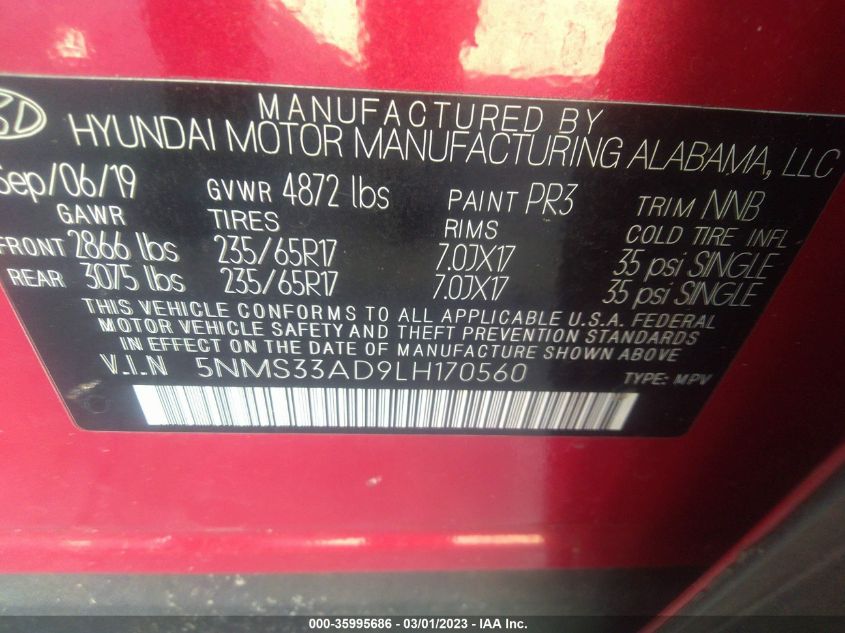 MANUFACTURED BY
HYUNDAI MOTOR MANUFACTURING ALABAMA, LLC
Sep/06/19 GVWR 4872 lbs PAINT PR3 TRIM NNB
GAWR TIRES RIMS COLD TIRE INFL
FRONT 2866 lbs 235/65R17 7.0JX17 35 psi SINGLE
REAR 3075 lbs 235/65R17 7.0JX17 35 psi SINGLE
THIS VEHICLE CONFORMS TO ALL APPLICABLE U.S.A. FEDERAL
MOTOR VEHICLE SAFETY AND THEFT PREVENTION STANDARDS
IN EFFECT ON THE DATE OF MANUFACTURE SHOWN ABOVE.
V.I.N 5NMS33AD9LH170560 TYPE: MPV
000-35995686 - 03/01/2023 - IAA Inc.